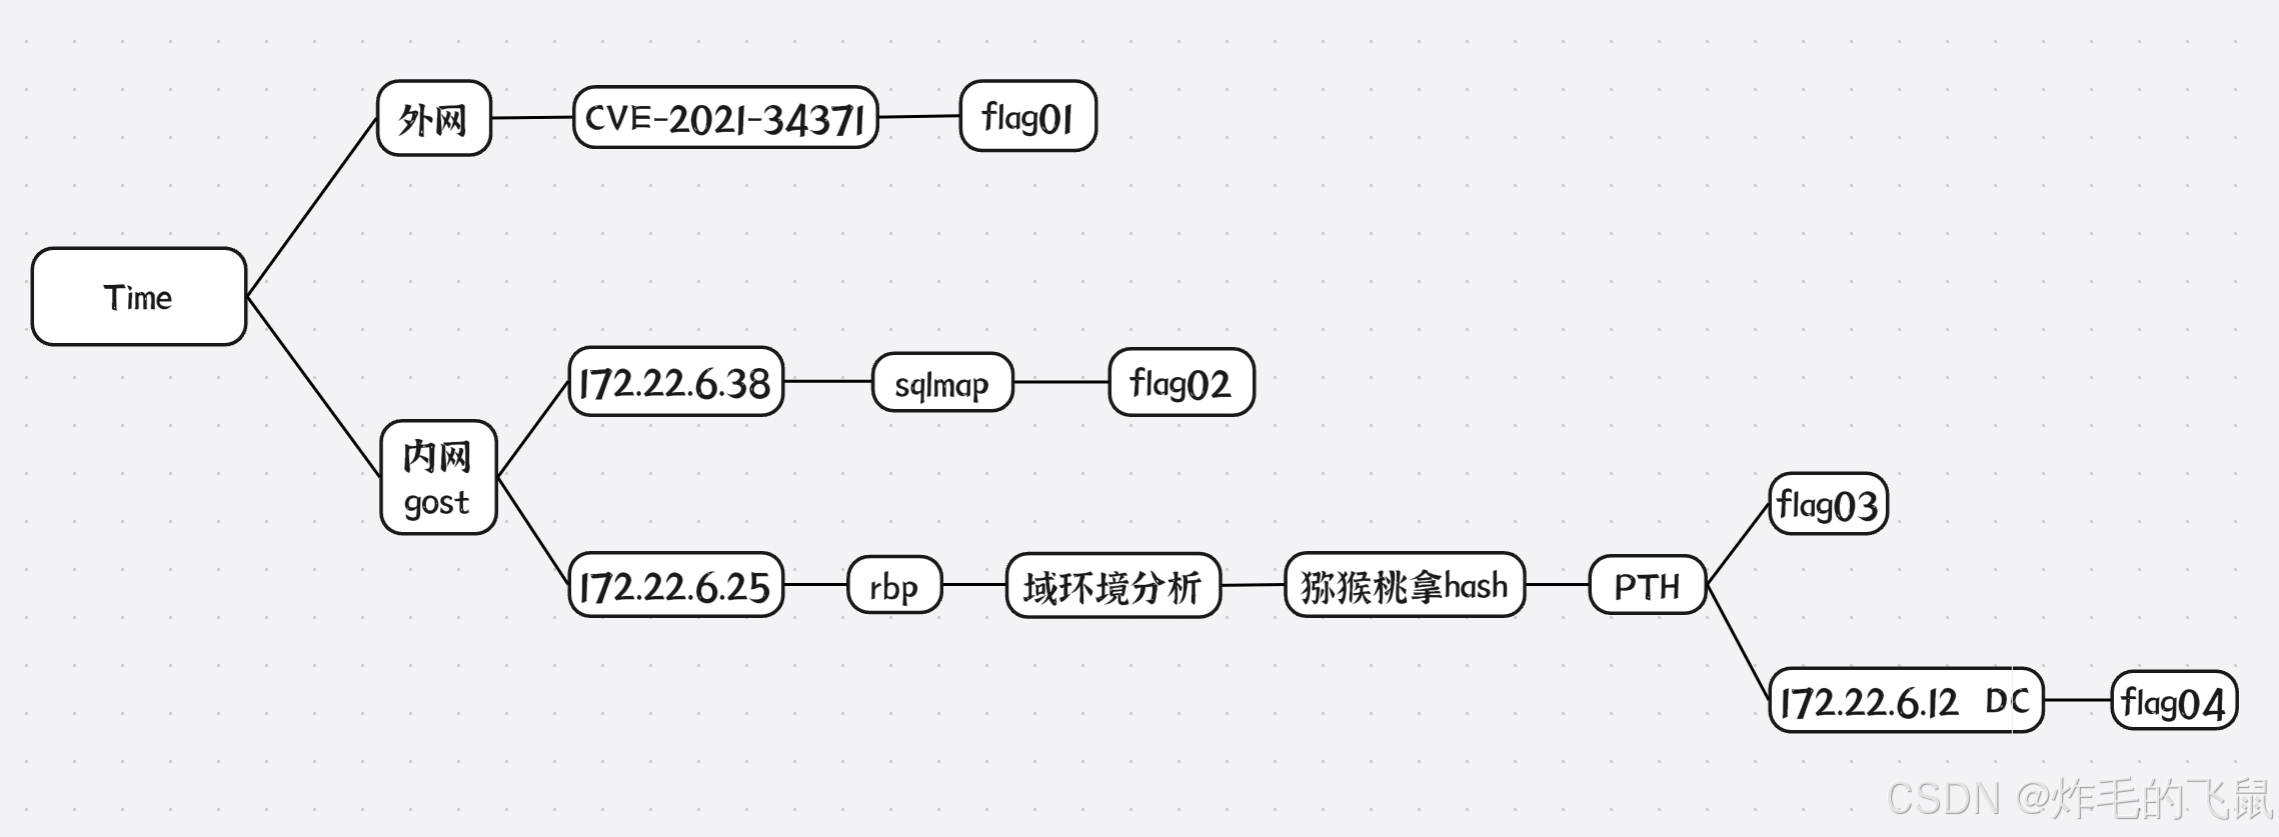 外网
CVE-2021-34371
flag01
Time
172.22.6.38
sqlmap
flag02
内网
gost
flag03
172.22.6.25
rbp
域环境分析
猕猴桃拿hash
PTH
172.22.6.12 DC
flag04
CSDN @炸毛的飞鼠